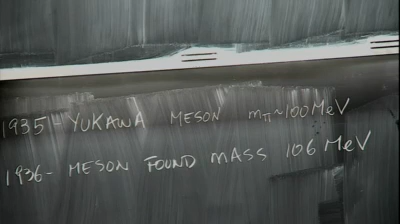 1935- YUKAWA MESON mπ~100 MeV
1936- MESON FOUND MASS 106 MeV